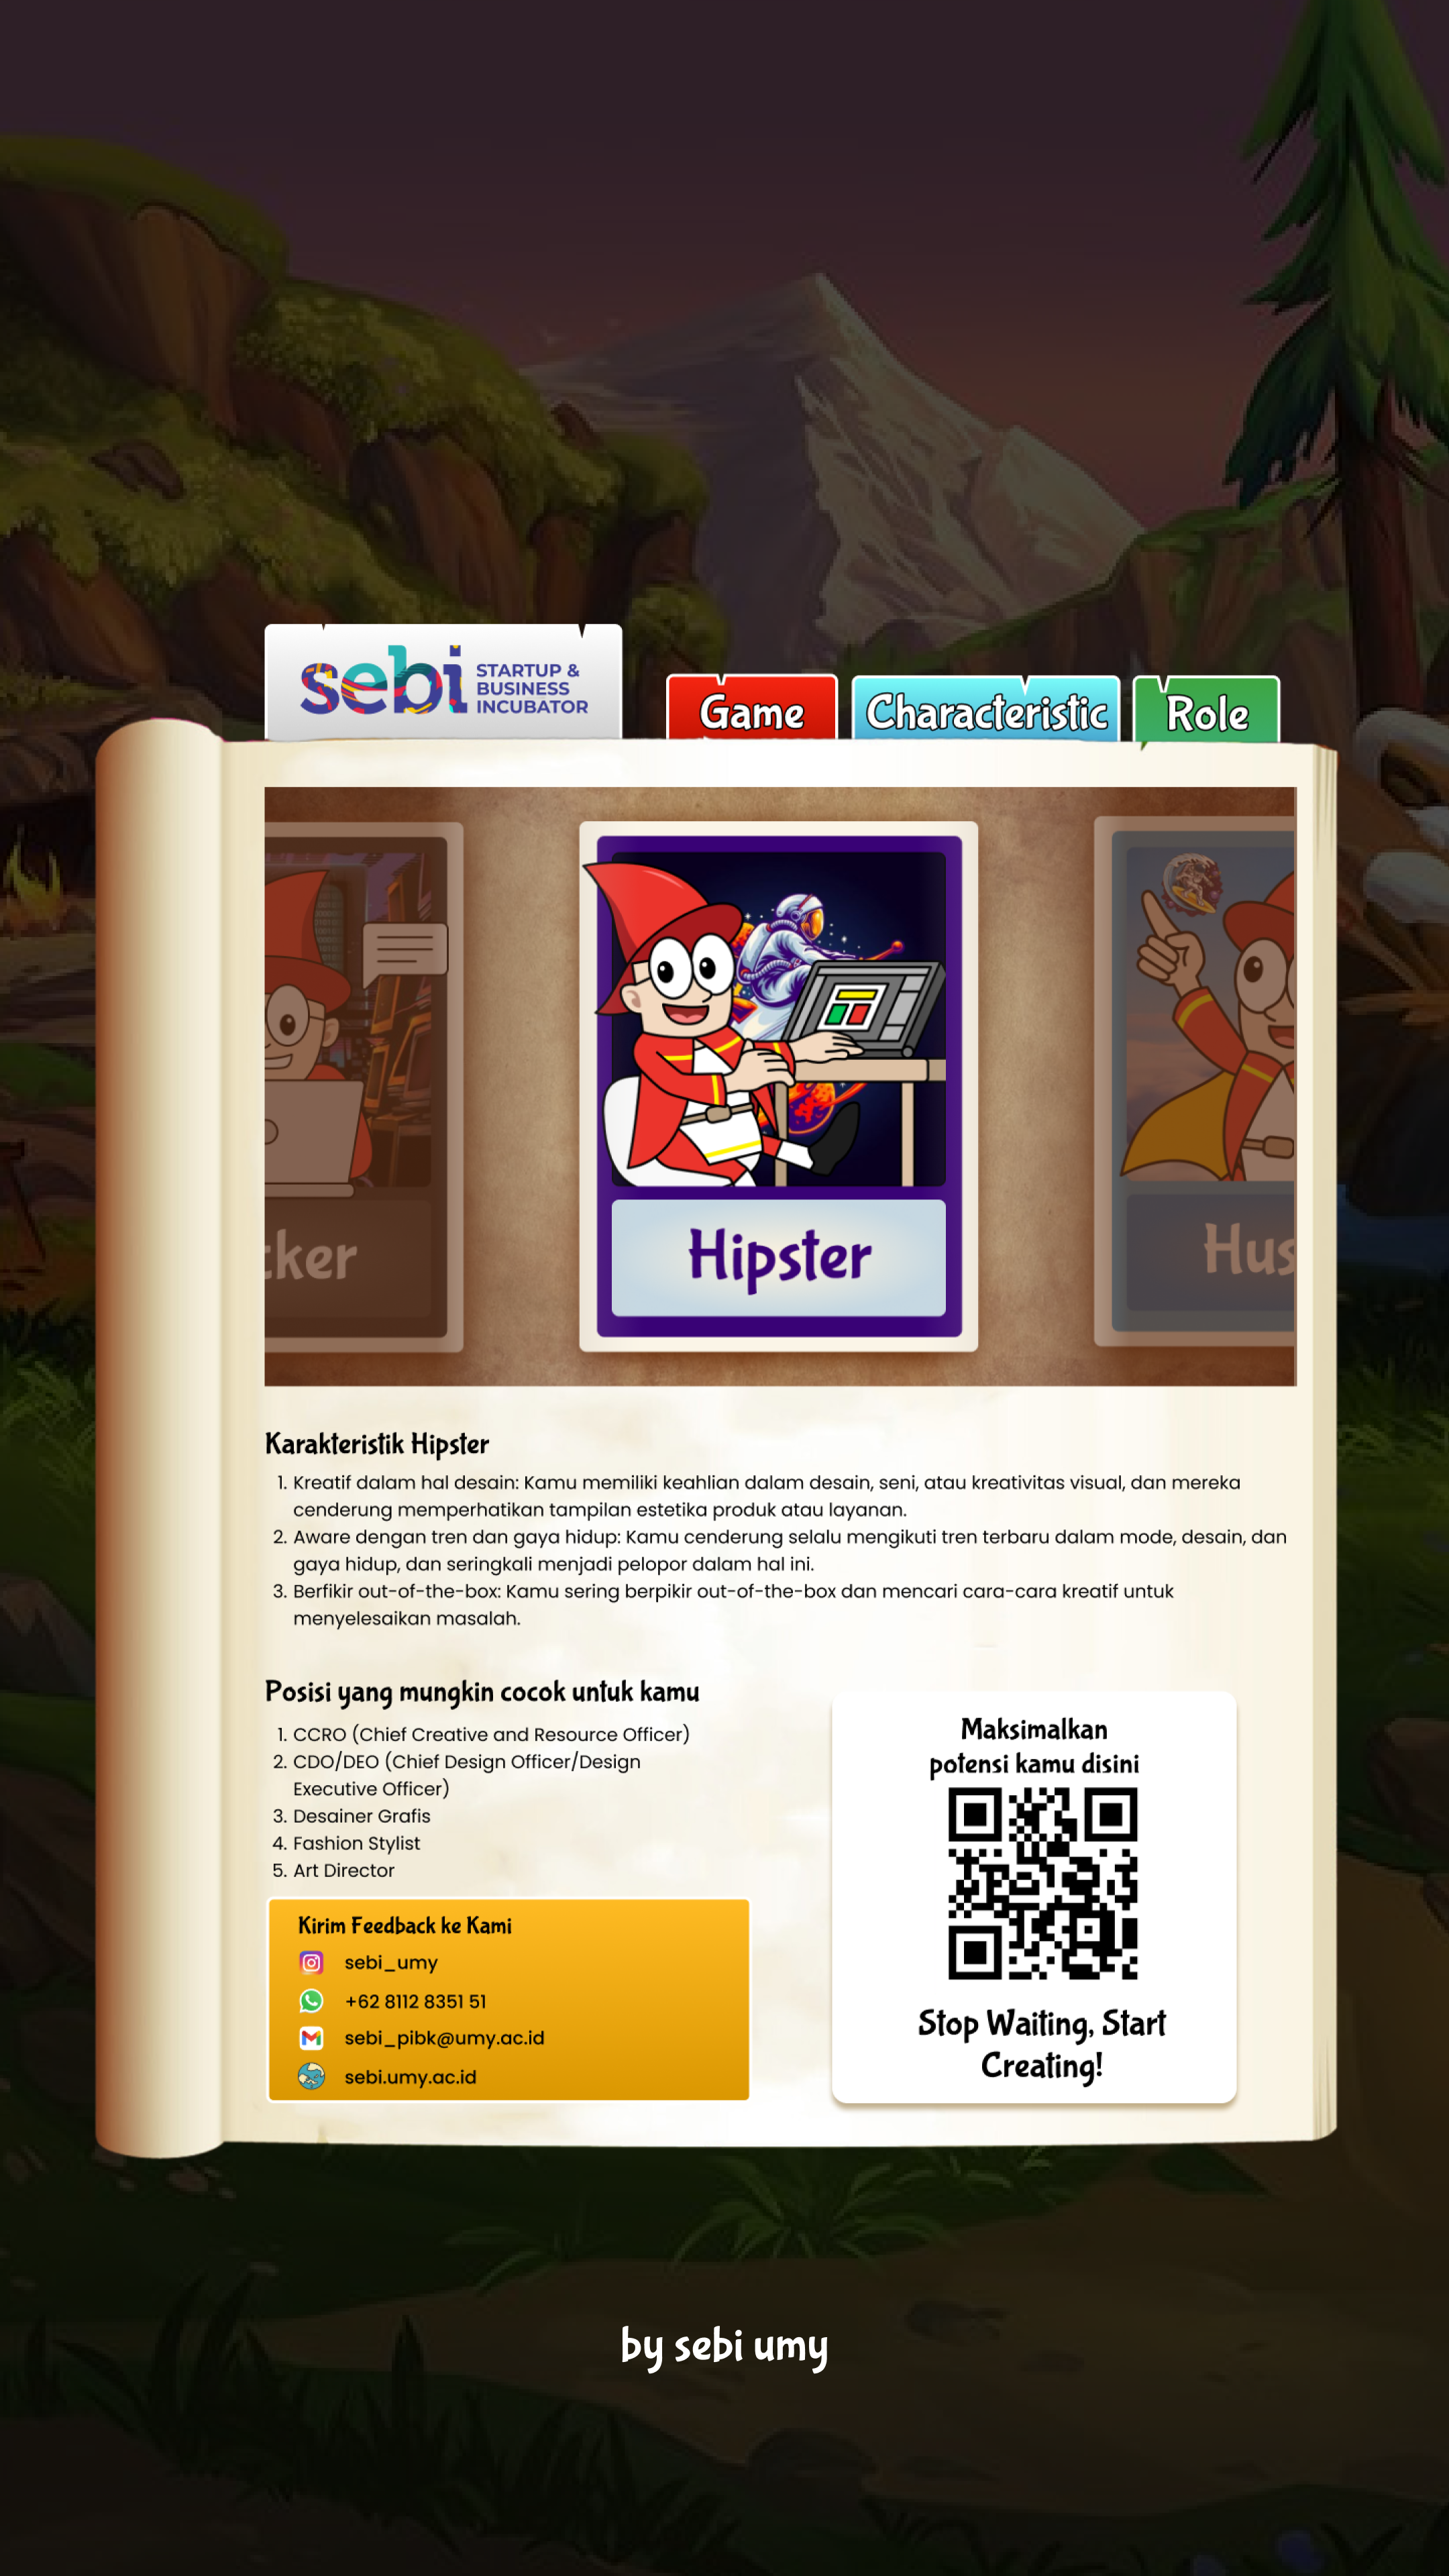 sebi STARTUP &
BUSINESS
INCUBATOR
Game
Characteristic
Role
Hipster
Karakteristik Hipster
1. Kreatif dalam hal desain: Kamu memiliki keahlian dalam desain, seni, atau kreativitas visual, dan mereka
cenderung memperhatikan tampilan estetika produk atau layanan.
2. Aware dengan tren dan gaya hidup: Kamu cenderung selalu mengikuti tren terbaru dalam mode, desain, dan
gaya hidup, dan seringkali menjadi pelopor dalam hal ini.
3. Berfikir out-of-the-box: Kamu sering berpikir out-of-the-box dan mencari cara-cara kreatif untuk
menyelesaikan masalah.
Posisi yang mungkin cocok untuk kamu
1. CCRO (Chief Creative and Resource Officer)
2. CDO/DEO (Chief Design Officer/Design
Executive Officer)
3. Desainer Grafis
4. Fashion Stylist
5. Art Director
Kirim Feedback ke Kami
sebi_umy
+62 8112 8351 51
sebi_pibk@umy.ac.id
sebi.umy.ac.id
Maksimalkan
potensi kamu disini
Stop Waiting, Start
Creating!
by sebi umy